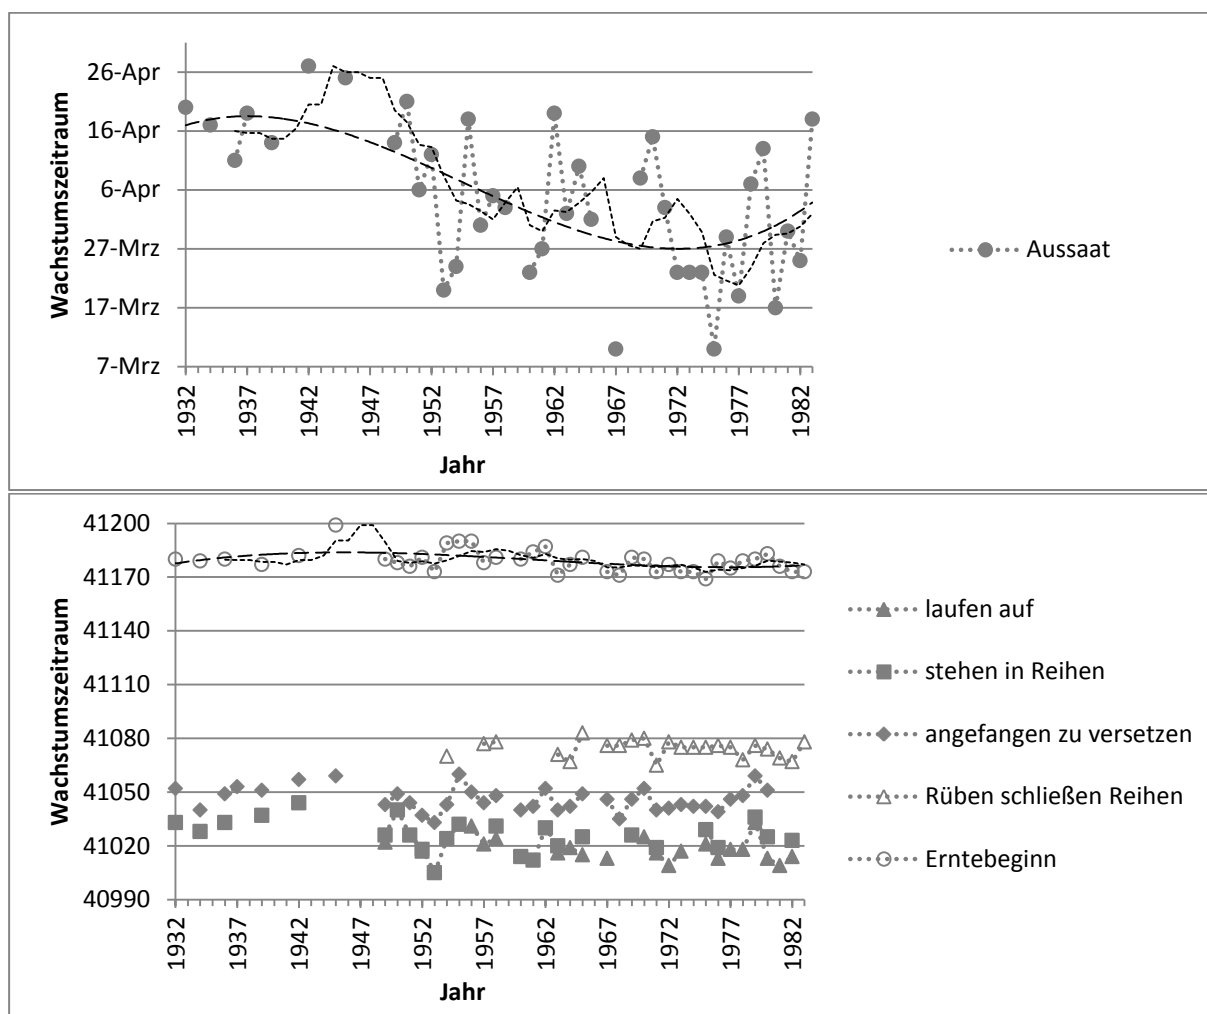 Wachstumszeitraum
26-Apr
16-Apr
6-Apr
27-Mrz
17-Mrz
7-Mrz
1932
1937
1942
1947
1952
1957
1962
1967
1972
1977
1982
Jahr
Aussaat
Wachstumszeitraum
41200
41170
41140
41110
41080
41050
41020
40990
1932
1937
1942
1947
1952
1957
1962
1967
1972
1977
1982
Jahr
laufen auf
stehen in Reihen
angefangen zu versetzen
Rüben schließen Reihen
Erntebeginn